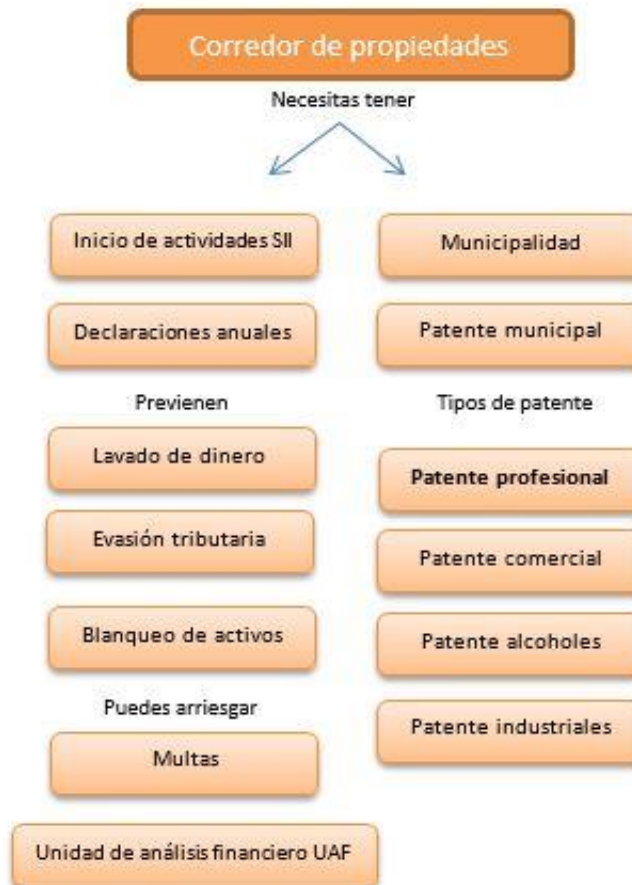 Corredor de propiedades
Necesitas tener
Inicio de actividades SII
Declaraciones anuales
Previenen
Lavado de dinero
Evasión tributaria
Blanqueo de activos
Puedes arriesgar
Multas
Unidad de análisis financiero UAF
Municipalidad
Patente municipal
Tipos de patente
Patente profesional
Patente comercial
Patente alcoholes
Patente industriales